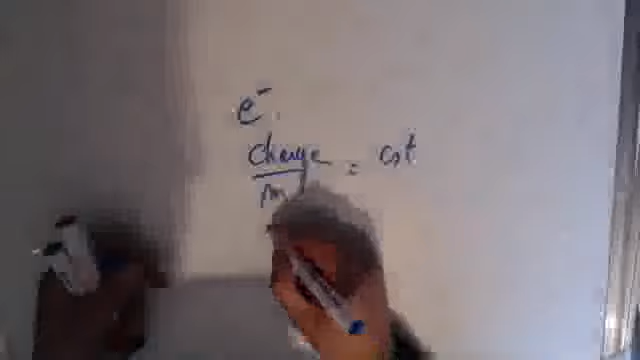 e⁻
charge = cst
m